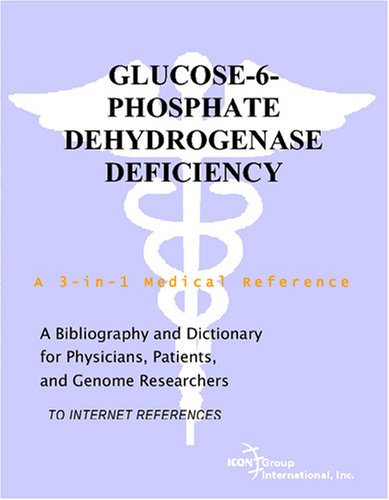 GLUCOSE-6-
PHOSPHATE
DEHYDROGENASE
DEFICIENCY
A 3-in-1 Medical Reference
A Bibliography and Dictionary
for Physicians, Patients,
and Genome Researchers
TO INTERNET REFERENCES
ICON Group
International, Inc.